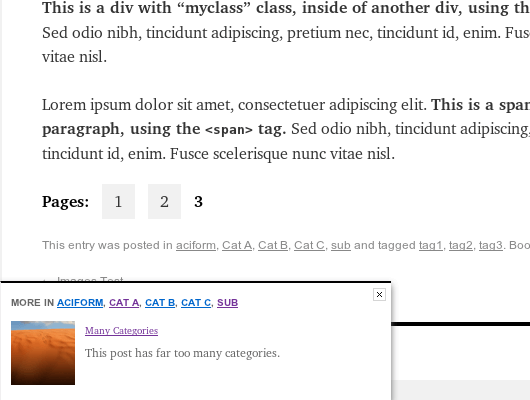 This is a div with “myclass” class, inside of another div, using th
Sed odio nibh, tincidunt adipiscing, pretium nec, tincidunt id, enim. Fus
vitae nisl.
Lorem ipsum dolor sit amet, consectetuer adipiscing elit. This is a span
paragraph, using the <span> tag. Sed odio nibh, tincidunt adipiscing,
tincidunt id, enim. Fusce scelerisque nunc vitae nisl.
Pages: 1 2 3
This entry was posted in aciform, Cat A, Cat B, Cat C, sub and tagged tag1, tag2, tag3. Boo
Images Test
MORE IN ACIFORM, CAT A, CAT B, CAT C, SUB
Many Categories
This post has far too many categories.